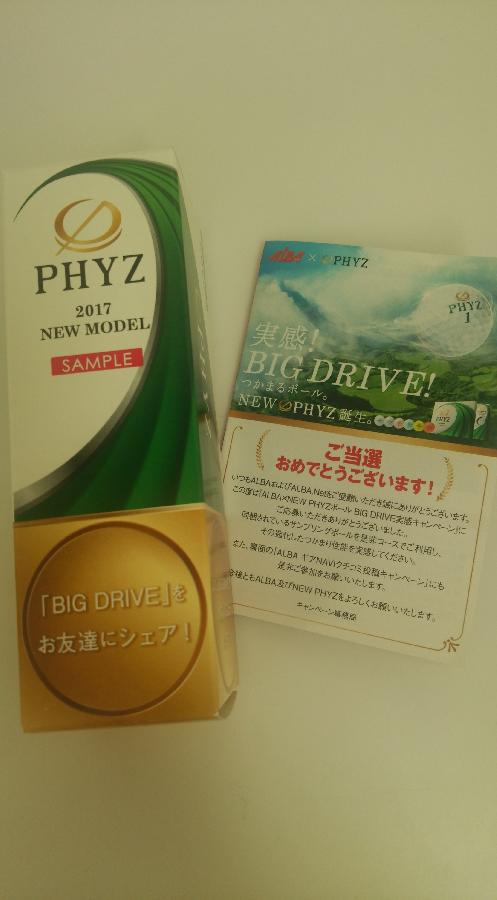 PHYZ
2017
NEW MODEL
SAMPLE
「BIG DRIVE」を
お友達にシェア！
ALBA × PHYZ
PHYZ
1
実感！
BIG DRIVE!
つかまるボール。
NEW PHYZ 誕生。
PHYZ
ご当選
おめでとうございます！
いつもALBAおよびALBA.Netをご愛顧いただき誠にありがとうございます。
この度は「ALBA×NEW PHYZボール BIG DRIVE実感キャンペーン」に
ご応募いただきありがとうございました。
同梱されているサンプリングボールを是非コースでご利用し、
その進化したつかまり性能を実感してください。
また、裏面の「ALBA ギアNAVIクチコミ投稿キャンペーン」にも
是非ご参加をお願いいたします。
今後ともALBA及びNEW PHYZをよろしくお願いいたします。
キャンペーン事務局